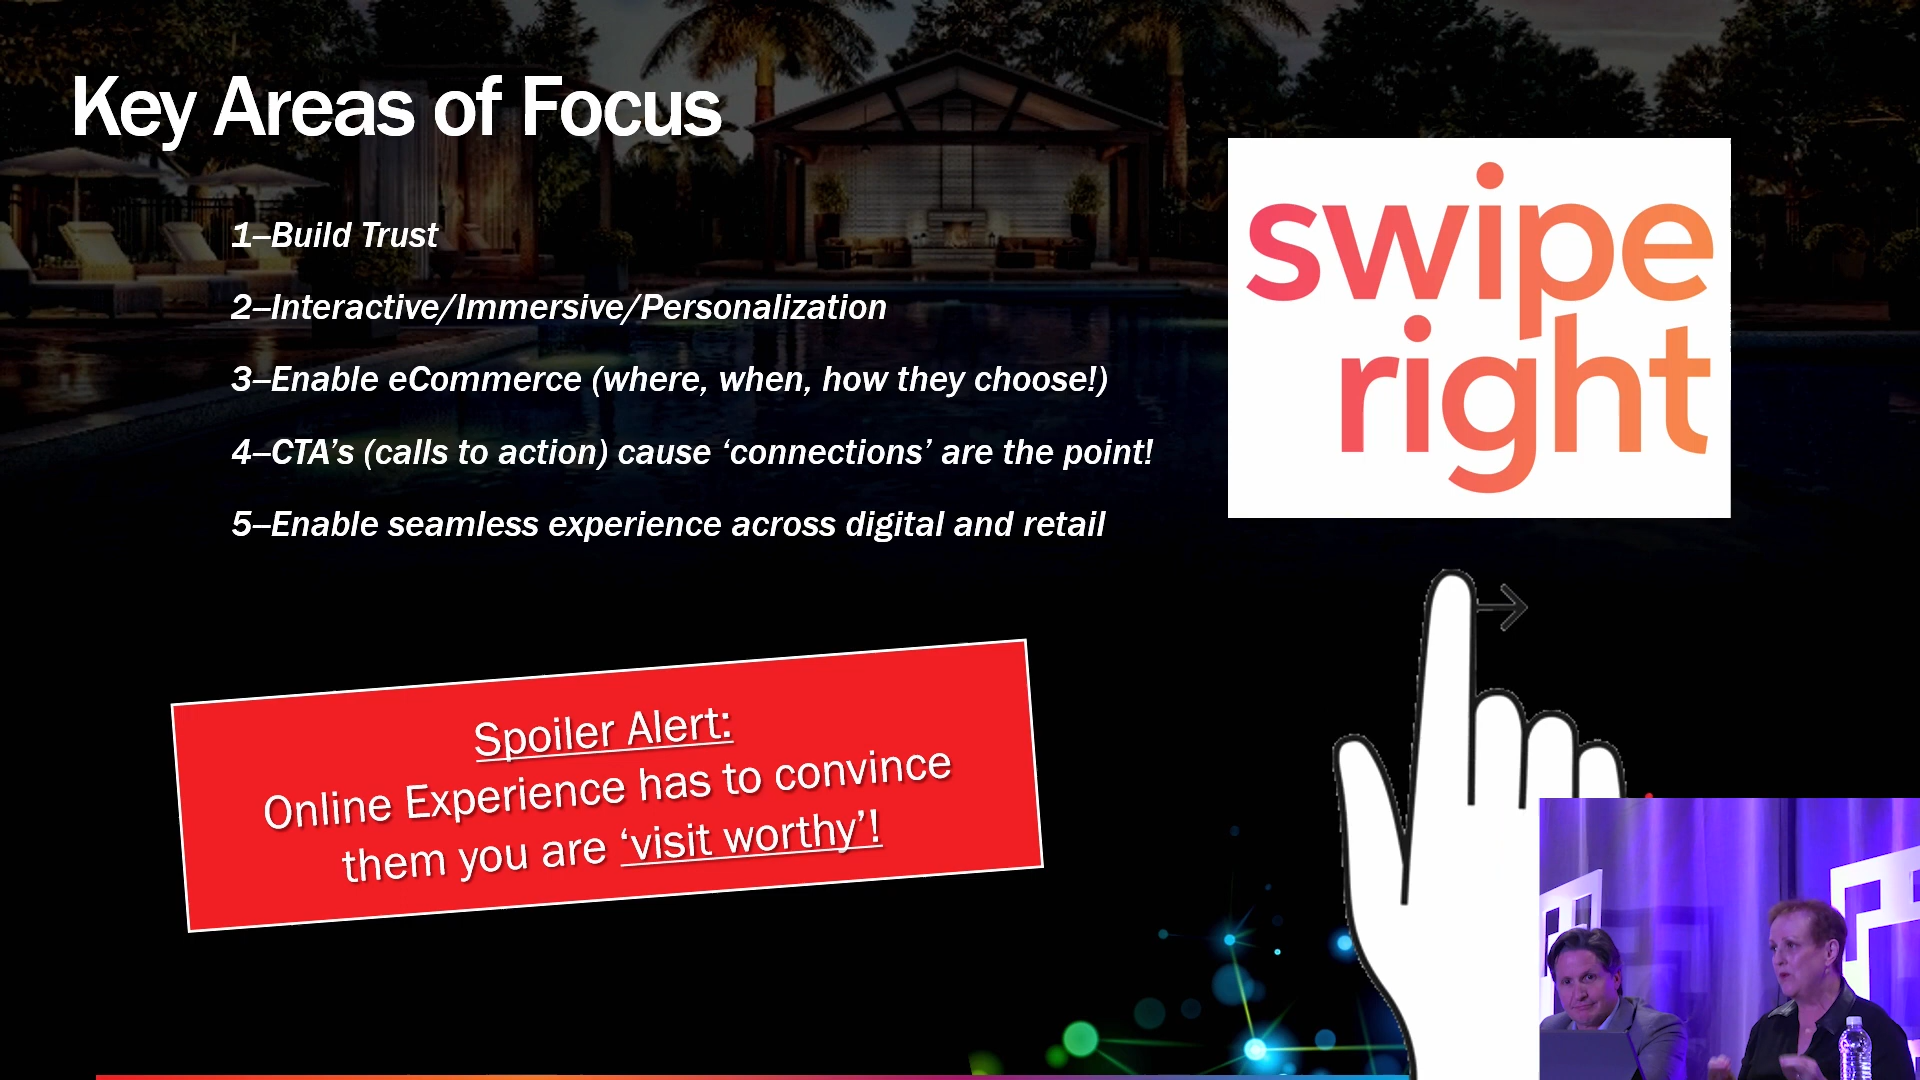 Key Areas of Focus
1–Build Trust
2–Interactive/Immersive/Personalization
3–Enable eCommerce (where, when, how they choose!)
4–CTA’s (calls to action) cause ‘connections’ are the point!
5–Enable seamless experience across digital and retail
swipe
right
Spoiler Alert:
Online Experience has to convince
them you are ‘visit worthy’!